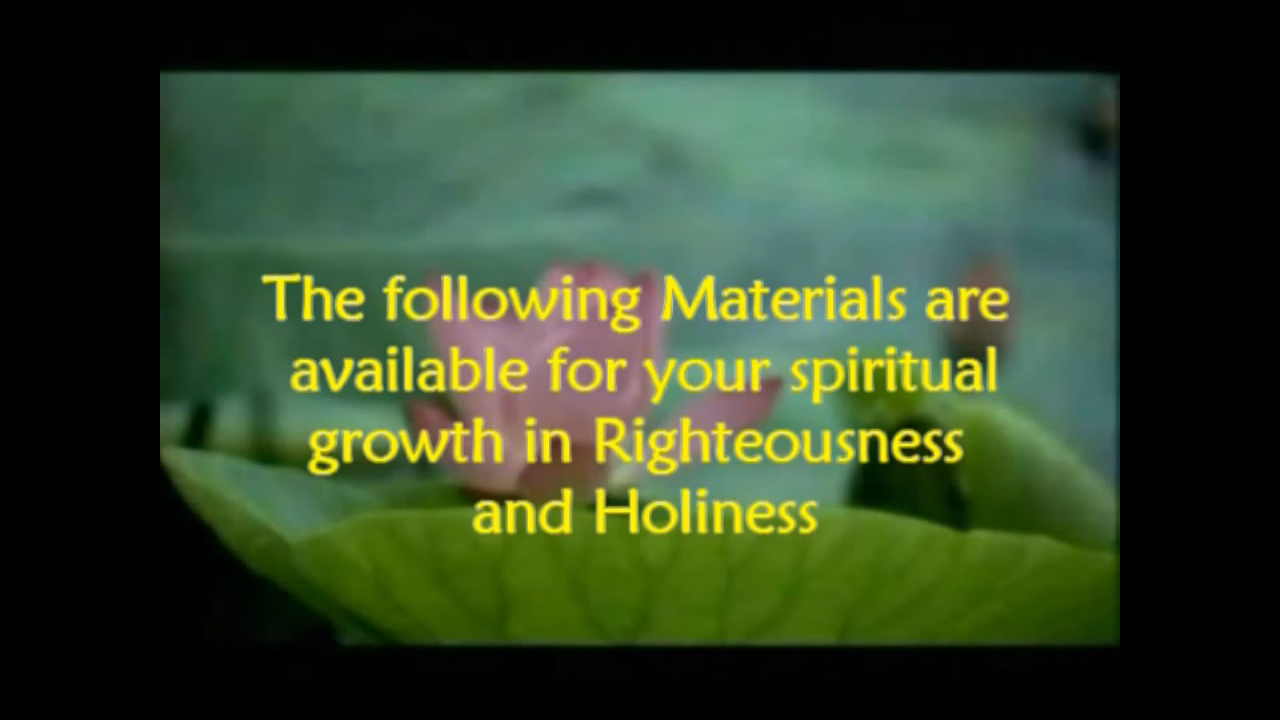 The following Materials are
available for your spiritual
growth in Righteousness
and Holiness